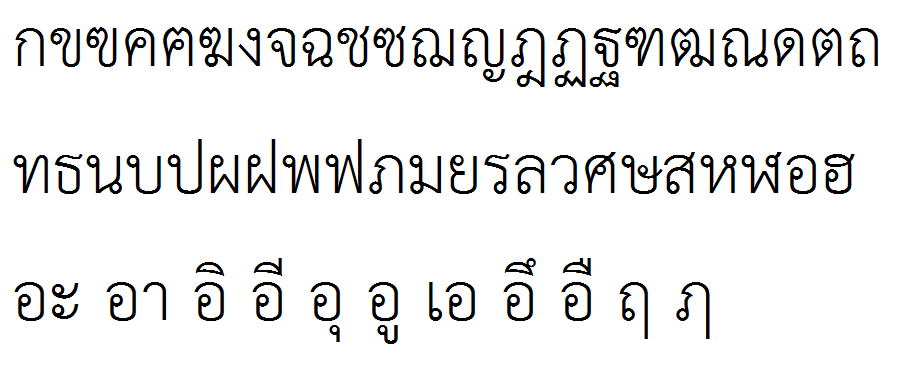 กขฃคฅฆงจฉชซฌญฎฏฐฑฒณดตถ
ทธนบปผฝพฟภมยรลวศษสหฬอฮ
อะ อา อิ อี อุ อู เอ อึ อื ฤ ฦ